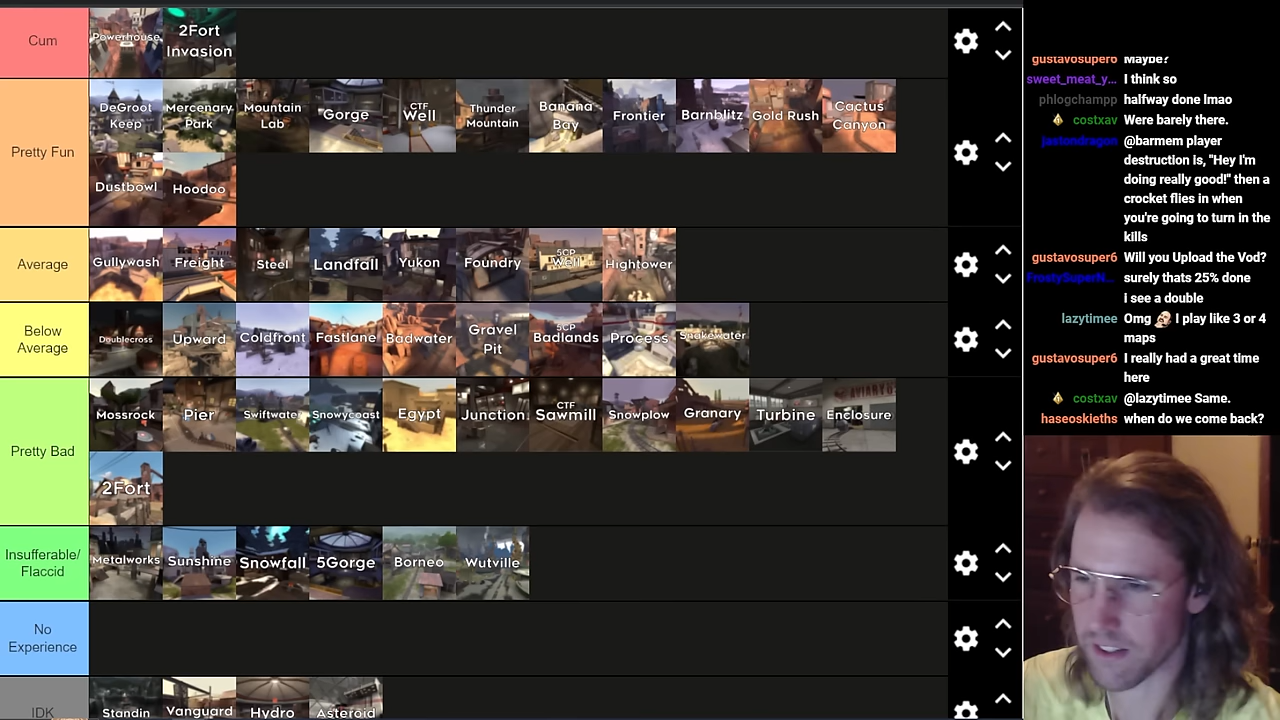 Cum
Powerhouse
2Fort
Invasion
Pretty Fun
DeGroot
Keep
Mercenary
Park
Mountain
Lab
Gorge
CTF
Well
Thunder
Mountain
Banana
Bay
Frontier
Barnblitz
Gold Rush
Cactus
Canyon
Dustbowl
Hoodoo
Average
Gullywash
Freight
Steel
Landfall
Yukon
Foundry
5CP
Well
Hightower
Below
Average
Doublecross
Upward
Coldfront
Fastlane
Badwater
Gravel
Pit
5CP
Badlands
Process
Snakewater
Pretty Bad
Mossrock
Pier
Swiftwater
Snowycoast
Egypt
Junction
CTF
Sawmill
Snowplow
Granary
Turbine
Enclosure
2Fort
Insufferable/
Flaccid
Metalworks
Sunshine
Snowfall
5Gorge
Borneo
Wutville
No
Experience
IDK
Standin
Vanguard
Hydro
Asteroid
gustavosuper6 Maybe?
sweet_meat_y... I think so
phlogchampp halfway done lmao
costxav Were barely there.
jastondragon @barmem player
destruction is, "Hey I'm
doing really good!" then a
crocket flies in when
you're going to turn in the
kills
gustavosuper6 Will you Upload the Vod?
FrostySuperN... surely thats 25% done
I see a double
lazytimee Omg I play like 3 or 4
maps
gustavosuper6 I really had a great time
here
costxav @lazytimee Same.
haseoskieths when do we come back?